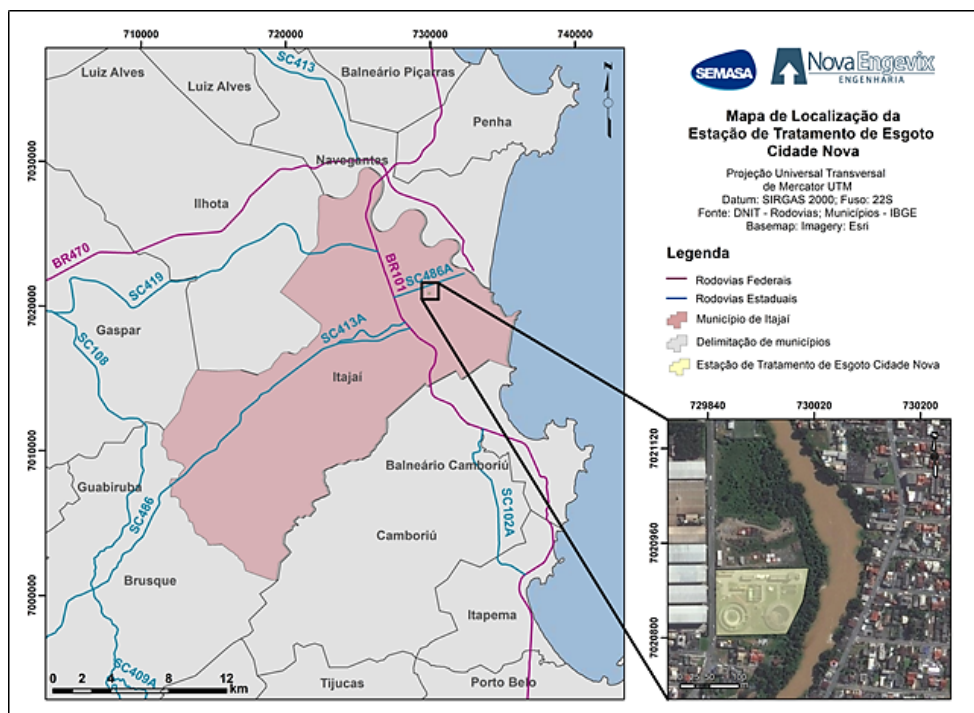 710000
720000
730000
740000
7030000
7020000
7010000
7000000
Luiz Alves
SC413
Balneário Piçarras
Luiz Alves
Penha
Navegantes
Ilhota
BR470
SC419
BR101
SC486A
Gaspar
SC108
SC413A
Itajaí
Balneário Camboriú
Guabiruba
SC486
SC102A
Camboriú
Brusque
Itapema
SC409A
Tijucas
Porto Belo
0 2 4 8 12
km
N
SEMASA
NovaEngevix
ENGENHARIA
Mapa de Localização da
Estação de Tratamento de Esgoto
Cidade Nova
Projeção Universal Transversal
de Mercator UTM
Datum: SIRGAS 2000; Fuso: 22S
Fonte: DNIT - Rodovias; Municípios - IBGE
Basemap: Imagery: Esri
Legenda
Rodovias Federais
Rodovias Estaduais
Município de Itajaí
Delimitação de municípios
Estação de Tratamento de Esgoto Cidade Nova
729840
730020
730200
7021120
7020960
7020800